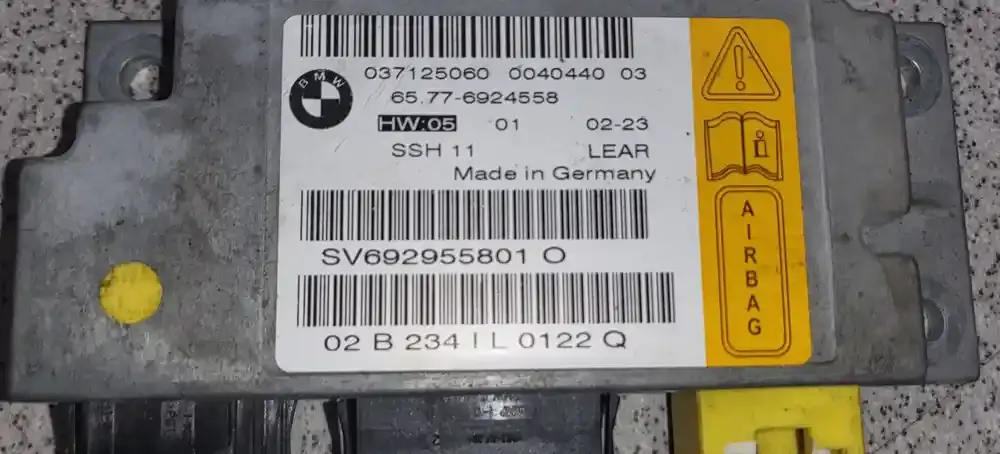 037125060 0040440 03
BMW
65.77-6924558
HW:05 01 02-23
SSH 11 LEAR
Made in Germany
SV692955801 O
02 B 234 I L 0122 Q
i
AIRBAG